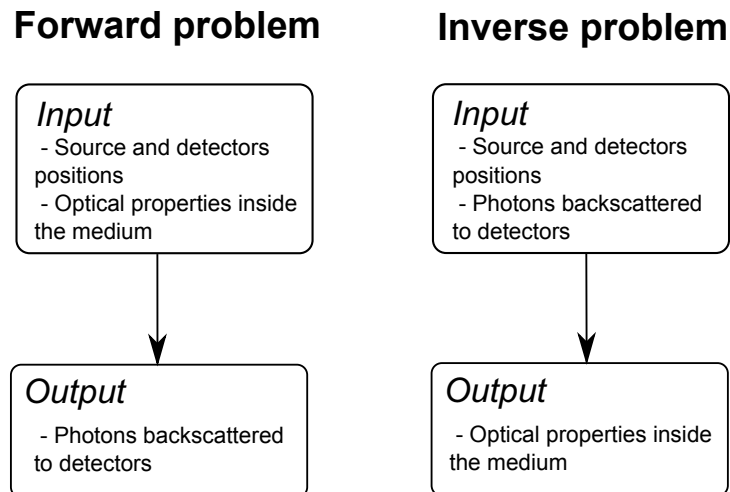 Forward problem
Input
- Source and detectors
positions
- Optical properties inside
the medium
Output
- Photons backscattered
to detectors
Inverse problem
Input
- Source and detectors
positions
- Photons backscattered
to detectors
Output
- Optical properties inside
the medium